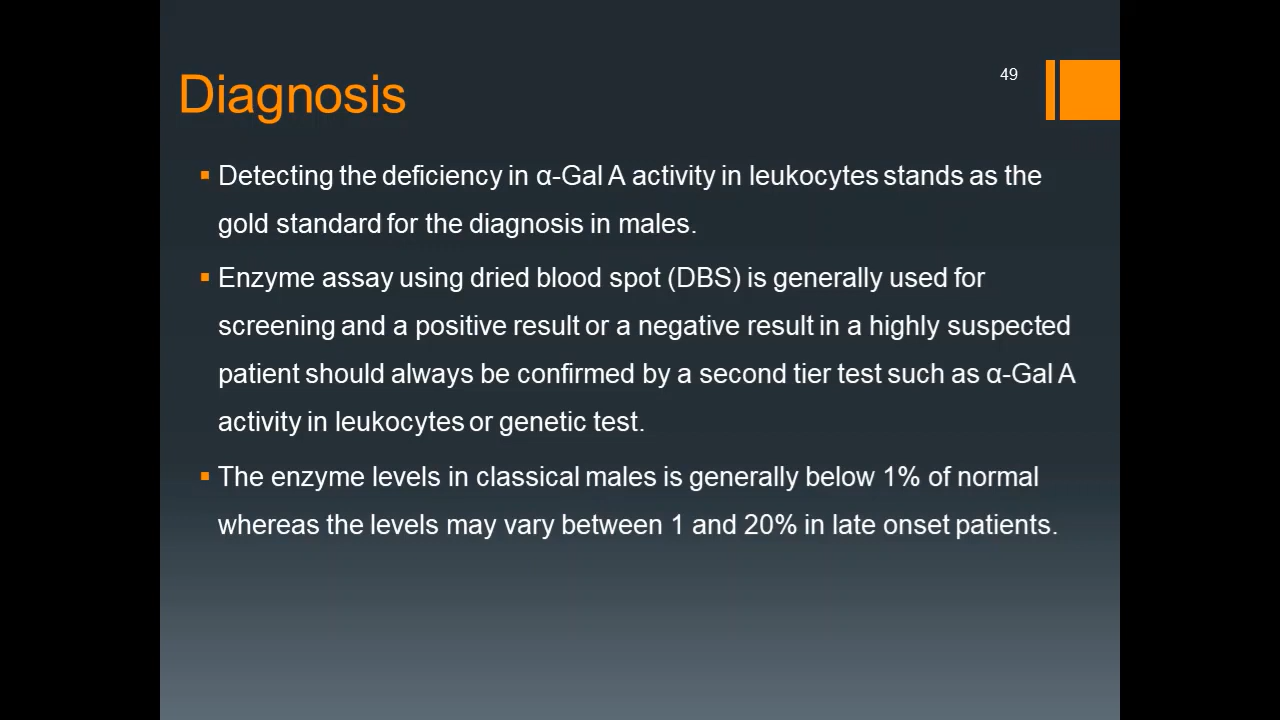 49
Diagnosis
▪ Detecting the deficiency in α-Gal A activity in leukocytes stands as the
gold standard for the diagnosis in males.
▪ Enzyme assay using dried blood spot (DBS) is generally used for
screening and a positive result or a negative result in a highly suspected
patient should always be confirmed by a second tier test such as α-Gal A
activity in leukocytes or genetic test.
▪ The enzyme levels in classical males is generally below 1% of normal
whereas the levels may vary between 1 and 20% in late onset patients.